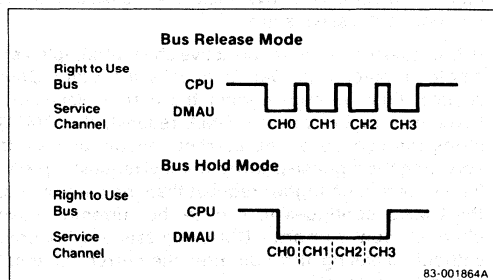 Bus Release Mode
Right to Use
Bus CPU
Service
Channel DMAU
CH0 CH1 CH2 CH3
Bus Hold Mode
Right to Use
Bus CPU
Service
Channel DMAU
CH0 CH1 CH2 CH3
83-001864A